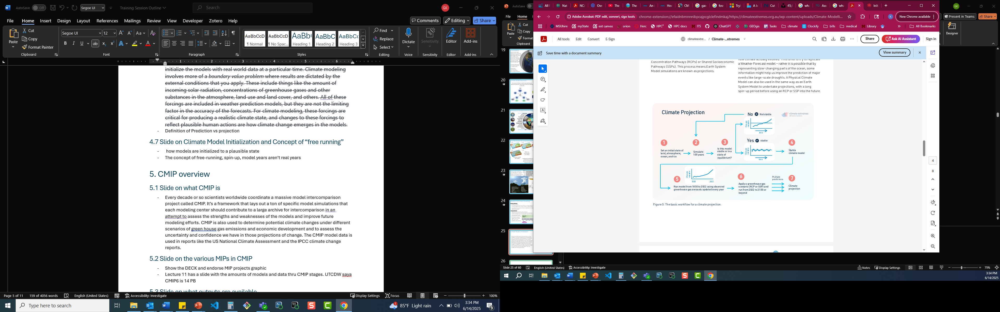 AutoSave Off Segoe UI Training Session Outline Search GK
File Home Insert Design Layout References Mailings Review View Developer Zotero Help Comments Editing Share
Paste Cut Copy Format Painter Clipboard
Segoe UI 12 Aa Font
Paragraph
AaBbCcD AaBbCcD AaBb( AaBbC AaBbC(
¶ Normal ¶ No Spac... Heading 1 Heading 2 Heading 3
Styles
Find Replace Select Editing
Dictate Voice Sensitivity Sensitivity Editor Editor Add-ins Add-ins
1 2 3 4 5 6
initialize the models with real world data at a particular time. Climate modeling
involves more of a boundary value problem where results are dictated by the
external conditions that you apply. These include things like the amount of
incoming solar radiation, concentrations of greenhouse gases and other
substances in the atmosphere, land use and land cover, and others. All of these
forcings are included in weather prediction models, but they are not the limiting
factor in the accuracy of the forecasts. For climate modeling, these forcings are
critical for producing a realistic climate state, and changes to these forcings to
reflect plausible human actions are how climate change emerges in the models.
- Definition of Prediction vs projection
4.7 Slide on Climate Model Initialization and Concept of “free running”
- how models are initialized to a plausible state
- The concept of free-running, spin-up, model years aren’t real years
5. CMIP overview
5.1 Slide on what CMIP is
- Every decade or so scientists worldwide coordinate a massive model intercomparison
project called CMIP. It’s a framework that lays out a ton of specific model simulations that
each modeling center should contribute to a large archive for intercomparison in an
attempt to assess the strengths and weaknesses of the models and improve future
modeling efforts. CMIP is also used to determine potential climate changes under different
scenarios of green house gas emissions and economic development and to assess the
uncertainty and confidence we have in those projections of change. The CMIP model data is
used in reports like the US National Climate Assessment and the IPCC climate change
reports.
5.2 Slide on the various MIPs in CMIP
- Show the DECK and endorse MIP projects graphic
- Lecture 11 has a slide with the amounts of models and data thru CMIP stages. UTCDW saya
CMIP6 is 14 PB
5.3 Slide on what outputs are available
Page 5 of 11 159 of 4056 words English (United States) Accessibility: Investigate Display Settings Focus 100%
Type here to search 85°F Light rain 3:34 PM
6/14/2025
AutoSave
File Home
Paste Cut Copy Format
Clipboard
19
20
21
22
23
24
25
26
Slide 25 of 60 English (United States) Accessibility: Investigate Notes Display Settings 75%
3:34 PM
6/14/2025
GK
Present in Teams Share
Designer
Designer
All Nat NCA Ove The The An How CM gav fos Tryi A lo Cut 45,( wha Ass wha Initi
Adobe Acrobat: PDF edit, convert, sign tools chrome-extension://efaidnbmnnnibpcajpcglclefindmkaj/https://climateextremes.org.au/wp-content/uploads/Climate-Modelli... K New Chrome available
MSUhire myState ext canvas orion Herc HPC² HPC docs ITS ChatGPT GEOgis Tasks climate Clockify bills medical Library All Bookmarks
All tools Edit Convert E-Sign climateextre... / Climate-...xtremes Share Ask AI Assistant Sign in
Save time with a document summary View summary
Concentration Pathways (RCPs) or Shared Socioeconomic
Pathways (SSPs). This process means Earth System
Model simulations are known as projections.
how climate actually evolved. This is not to try to replicate
a Weather Forecast model – rather it is possible that by
representing slow-changing parts of the ocean, some
information might help us improve the prediction of major
events like large-scale droughts. A Physical Climate
Model can also be used in the same way as an Earth
System Model to undertake projections, with a long
spin-up period before using an RCP or SSP into the future.
Climate Projection
climate extremes
No Not stable
Climate variable
time
Yes stable
Climate variable
time
1
Set an initial state of
land, atmosphere,
ocean, and ice
2
Simulate
100 years
3
Is this model
stable or in a
state of
equilibrium?
4
Stable
climate model
5
Climate variable
1850 2022
Run model from 1850 to 2022 using observed
greenhouse gas aerosols updated every year
6
Apply a greenhouse gas
scenario (RCP or SSP) and
run from 2022 to 2100 or
beyond
Multiple
predictions
7
Climate
projection
Figure 5: The basic workflow for a climate projection.
4
8